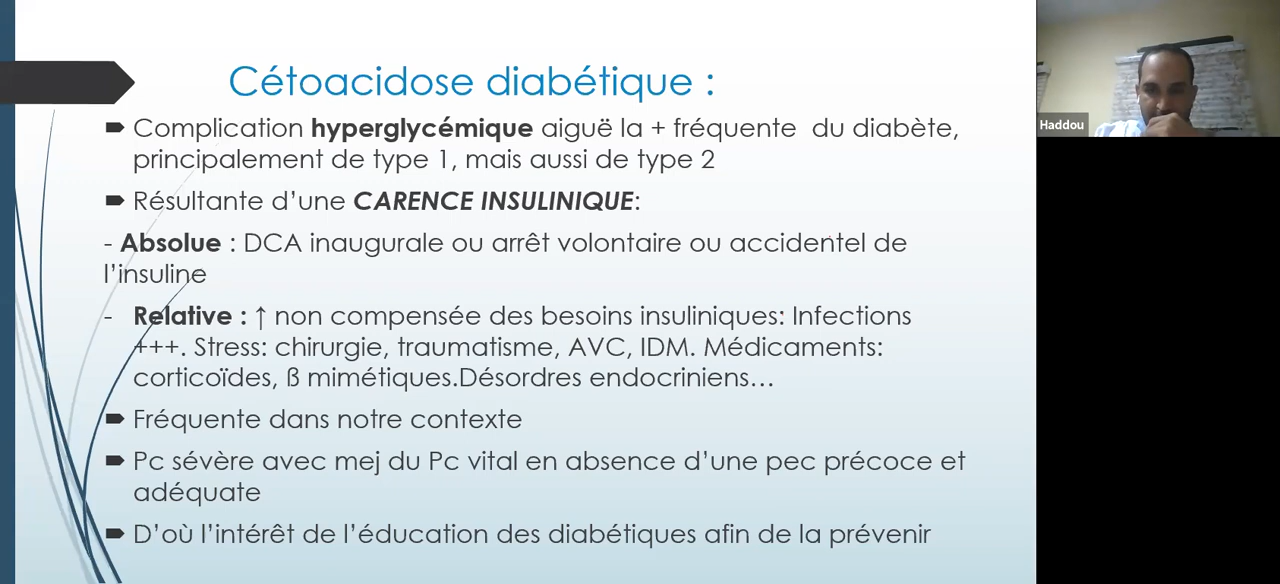 Cétoacidose diabétique :
Complication hyperglycémique aiguë la + fréquente du diabète,
principalement de type 1, mais aussi de type 2
Résultante d’une CARENCE INSULINIQUE:
- Absolue : DCA inaugurale ou arrêt volontaire ou accidentel de
l’insuline
- Relative : ↑ non compensée des besoins insuliniques: Infections
+++. Stress: chirurgie, traumatisme, AVC, IDM. Médicaments:
corticoïdes, ß mimétiques.Désordres endocriniens…
Fréquente dans notre contexte
Pc sévère avec mej du Pc vital en absence d’une pec précoce et
adéquate
D’où l’intérêt de l’éducation des diabétiques afin de la prévenir
Haddou